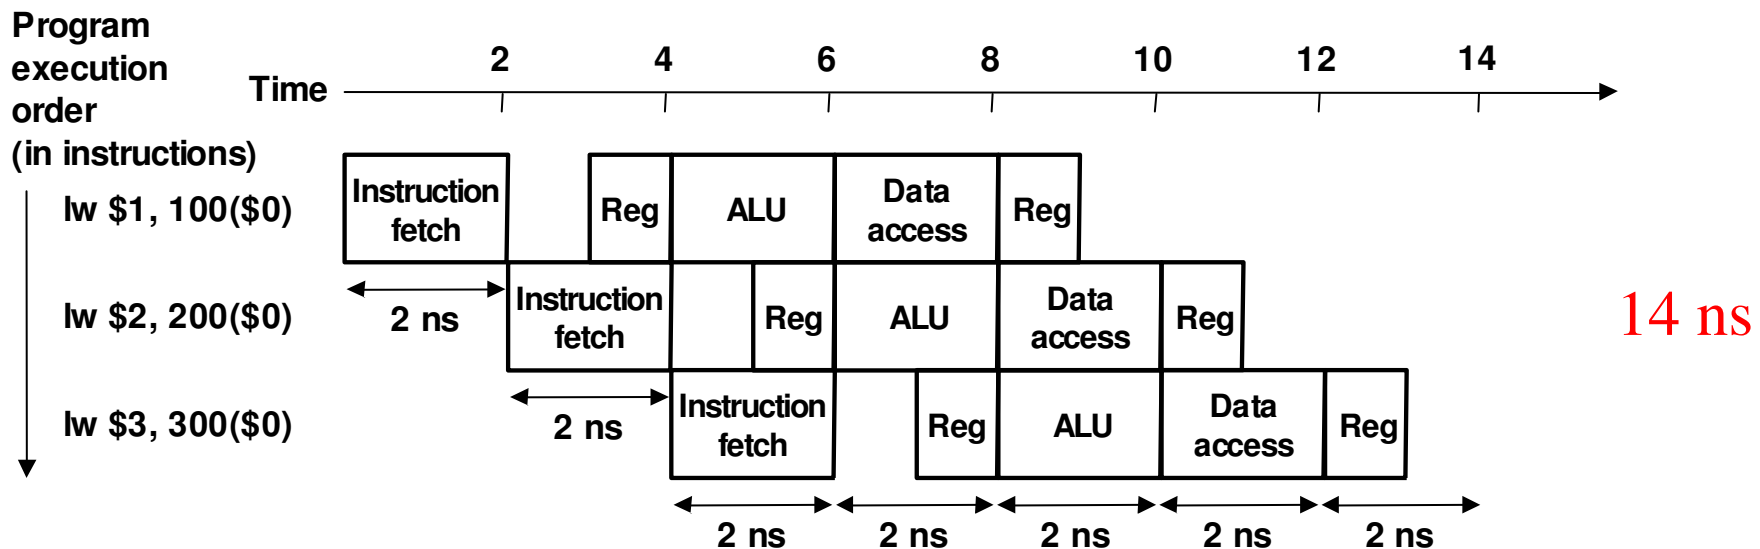 Program
execution
order
(in instructions)
Time
2 4 6 8 10 12 14
lw $1, 100($0)
Instruction
fetch
Reg
ALU
Data
access
Reg
lw $2, 200($0)
2 ns
Instruction
fetch
Reg
ALU
Data
access
Reg
14 ns
lw $3, 300($0)
2 ns
Instruction
fetch
Reg
ALU
Data
access
Reg
2 ns 2 ns 2 ns 2 ns 2 ns